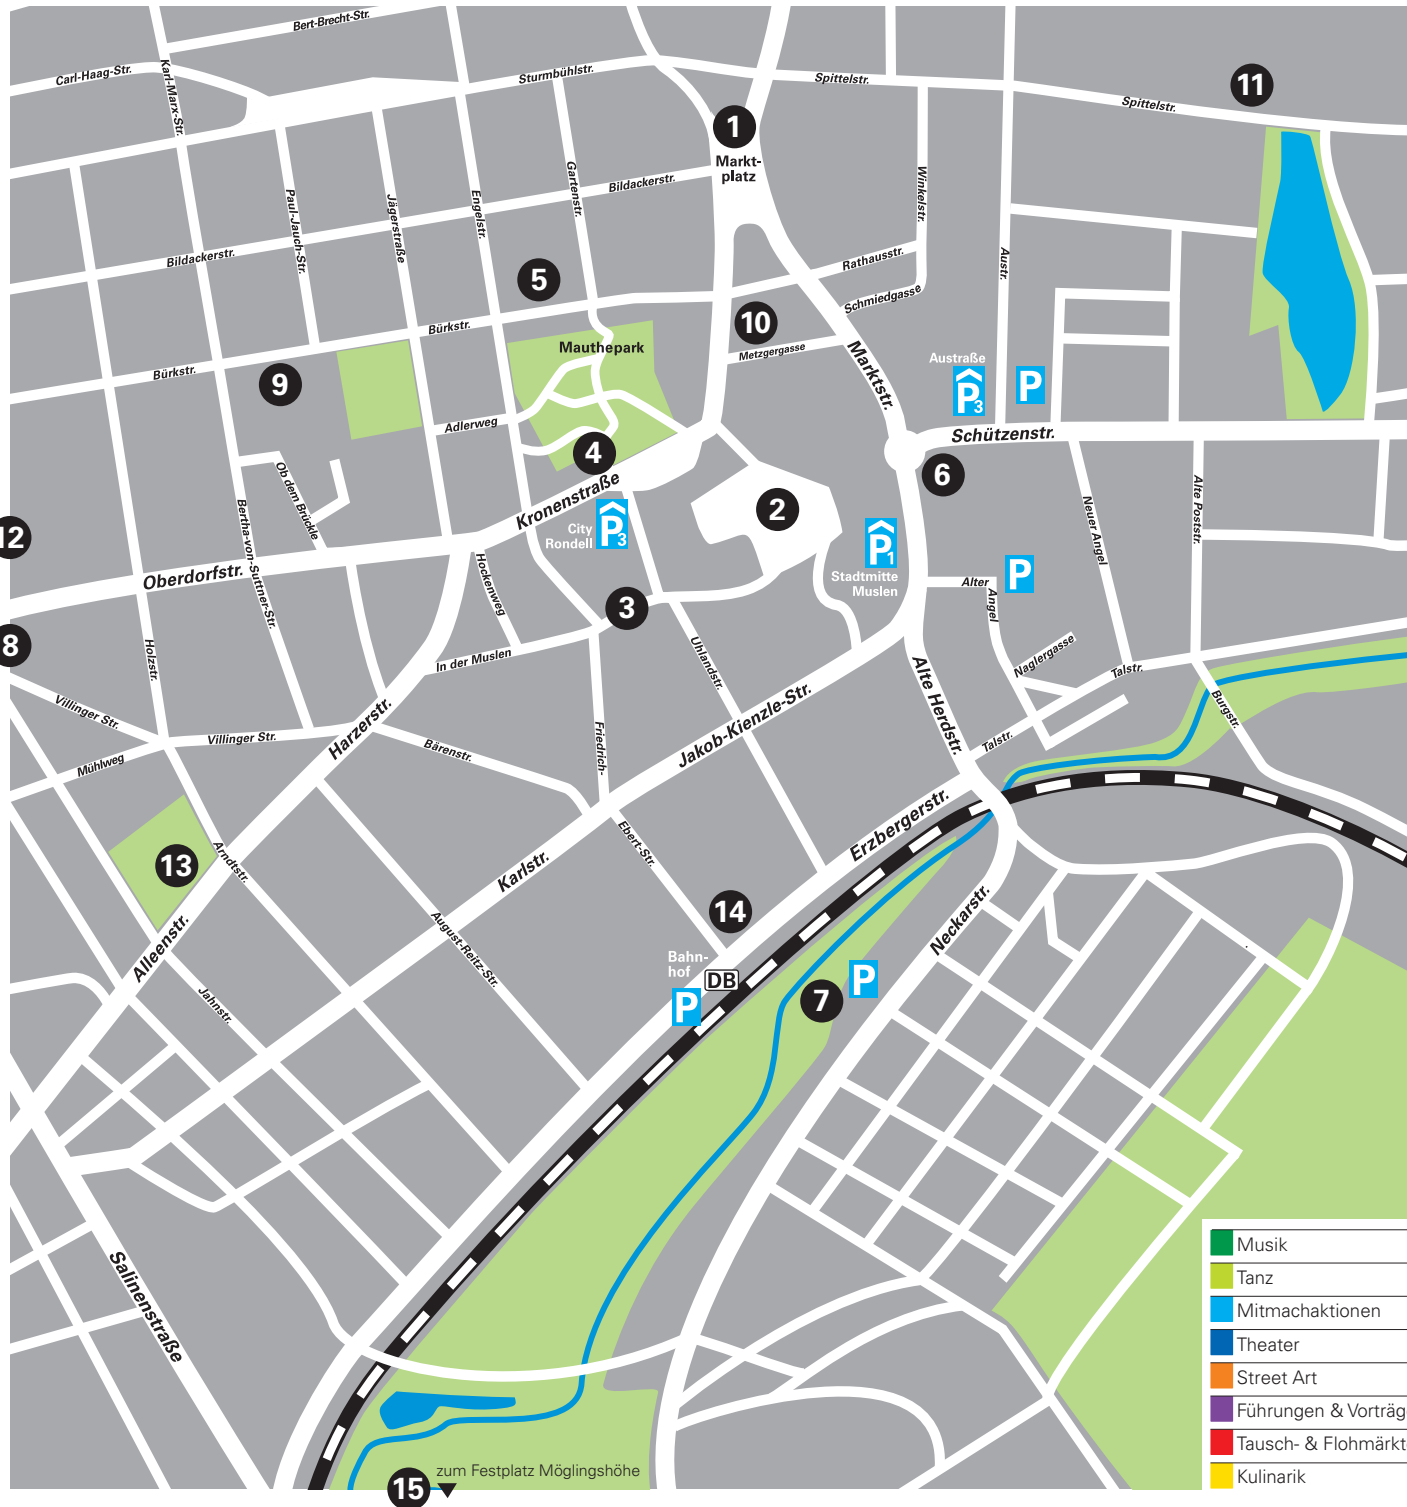 Bert-Brecht-Str.
Carl-Haag-Str.
Karl-Marx-Str.
Sturmbühlstr.
Spittelstr.
Spittelstr.
11
1
Markt-
platz
Gartenstr.
Bildackerstr.
Winkelstr.
Paul-Jauch-Str.
Jägerstraße
Engelstr.
Bildackerstr.
Rathausstr.
Austr.
5
Schmiedgasse
10
Bürkstr.
Mauthepark
Metzgergasse
Marktstr.
Austraße
P3
P
Bürkstr.
9
Adlerweg
Schützenstr.
4
6
Ob dem Brückle
Kronenstraße
2
Alte Poststr.
Bertha-von-Suttner-Str.
City
Rondell
P3
Neuer Angel
12
P1
Stadtmitte
Muslen
Oberdorfstr.
Hockenweg
Alter
Angel
P
3
8
Holzstr.
In der Muslen
Uhlandstr.
Naglergasse
Talstr.
Alte Herdstr.
Burgstr.
Villinger Str.
Villinger Str.
Harzerstr.
Bärenstr.
Friedrich-
Ebert-Str.
Jakob-Kienzle-Str.
Talstr.
Mühlweg
Erzbergerstr.
13
Arndtstr.
Karlstr.
14
Alleenstr.
August-Reitz-Str.
Neckarstr.
Bahn-
hof
DB
P
P
7
Jahnstr.
Salinenstraße
Musik
Tanz
Mitmachaktionen
Theater
Street Art
Führungen & Vorträg
Tausch- & Flohmärkt
Kulinarik
15
zum Festplatz Möglingshöhe